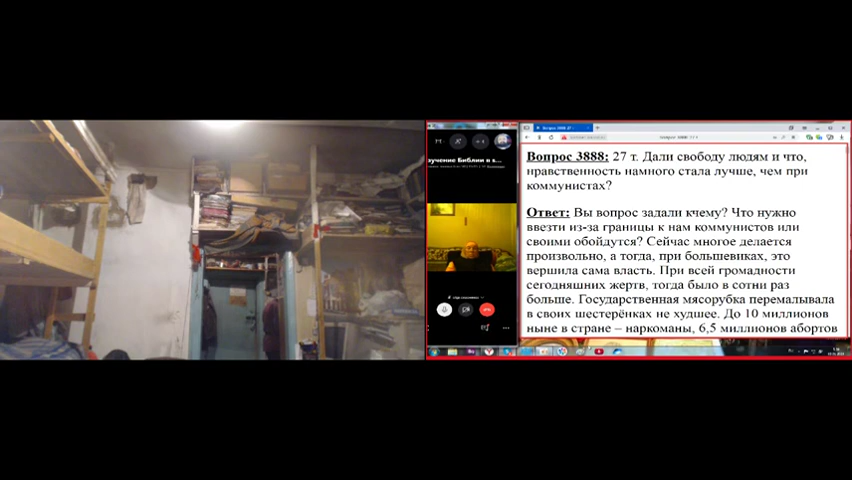 зучение Библии в s...
Вопрос 3888: 27 т. Дали свободу людям и что,
нравственность намного стала лучше, чем при
коммунистах?
Ответ: Вы вопрос задали кчему? Что нужно
ввезти из-за границы к нам коммунистов или
своими обойдутся? Сейчас многое делается
произвольно, а тогда, при большевиках, это
вершила сама власть. При всей громадности
сегодняшних жертв, тогда было в сотни раз
больше. Государственная мясорубка перемалывала
в своих шестерёнках не худшее. До 10 миллионов
ныне в стране – наркоманы, 6,5 миллионов абортов